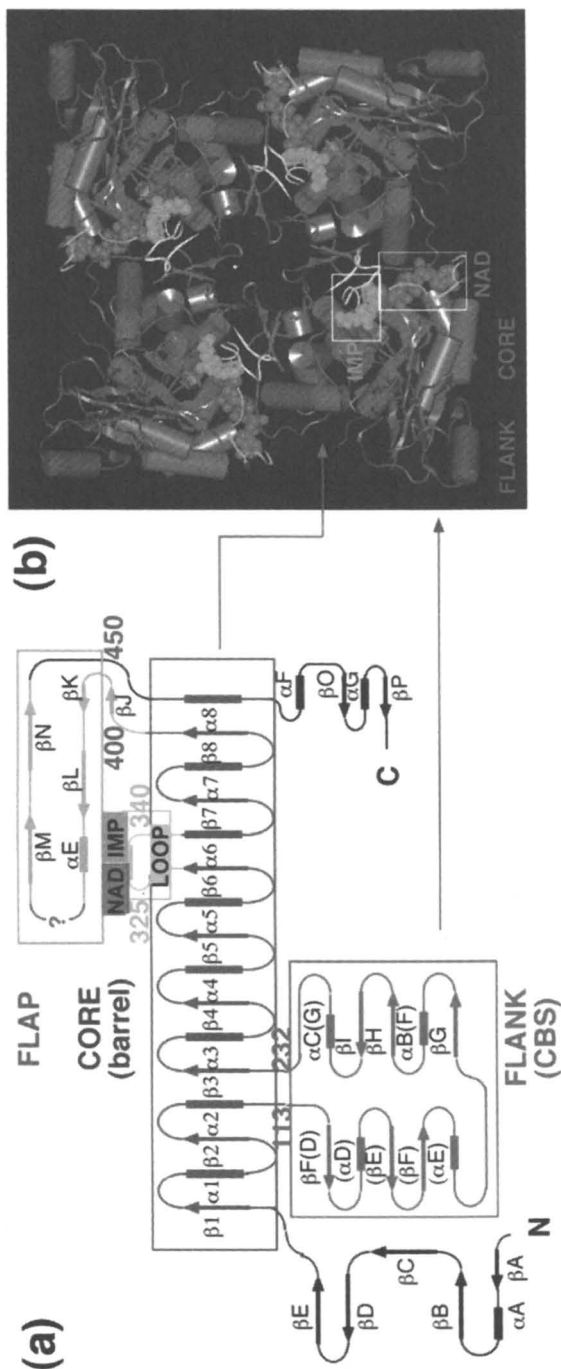 (a)
FLAP
βM
βN
αE
βL
βK
?
400
450
βJ
CORE
(barrel)
NAD
IMP
325
340
LOOP
β1
α1
β2
α2
β3
α3
β4
α4
β5
α5
β6
α6
β7
α7
β8
α8
113
232
αF
βO
αG
βP
C
βE
βD
βC
βB
βA
αA
N
βF(D)
(αD)
(βE)
(βF)
(αE)
αC(G)
βI
βH
αB(F)
βG
FLANK
(CBS)
(b)
IMP
NAD
FLANK
CORE